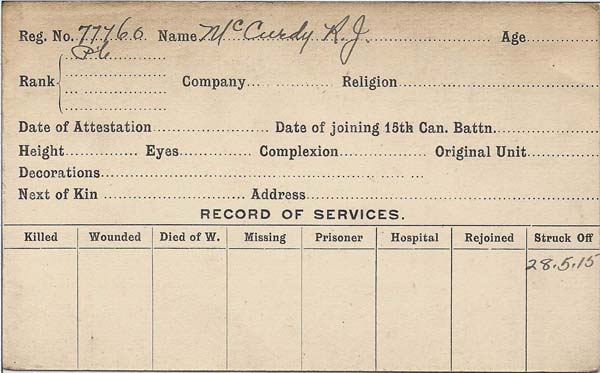 Reg. No. 77760 Name McCurdy R.J. Age
Rank Pte Company Religion
Date of Attestation Date of joining 15th Can. Battn.
Height Eyes Complexion Original Unit
Decorations
Next of Kin Address
RECORD OF SERVICES.
Killed Wounded Died of W. Missing Prisoner Hospital Rejoined Struck Off
28.5.15